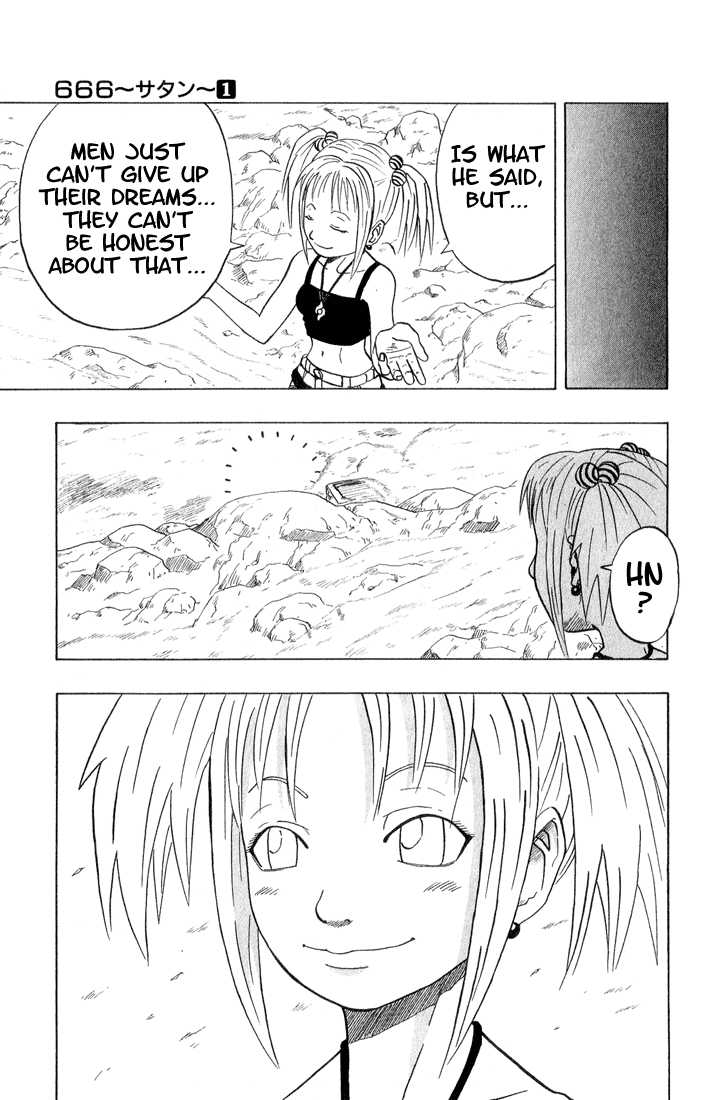 666〜サタン〜1
IS WHAT
HE SAID,
BUT...
MEN JUST
CAN'T GIVE UP
THEIR DREAMS...
THEY CAN'T
BE HONEST
ABOUT THAT...
HN
?